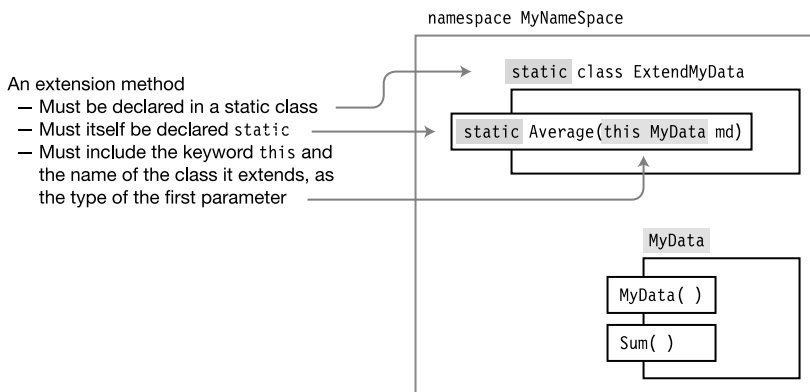 namespace MyNameSpace
An extension method
— Must be declared in a static class
— Must itself be declared static
— Must include the keyword this and
the name of the class it extends, as
the type of the first parameter
static class ExtendMyData
static Average(this MyData md)
MyData
MyData( )
Sum( )